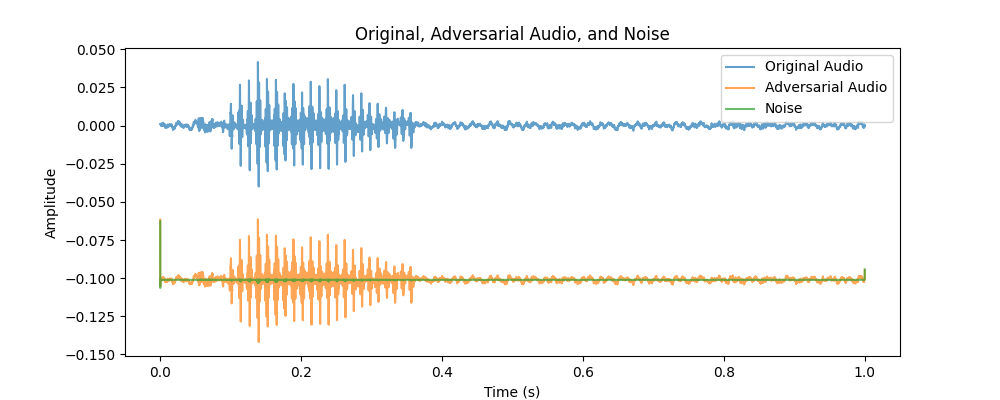 Original, Adversarial Audio, and Noise
Original Audio
Adversarial Audio
Noise
Amplitude
0.050
0.025
0.000
−0.025
−0.050
−0.075
−0.100
−0.125
−0.150
0.0 0.2 0.4 0.6 0.8 1.0
Time (s)